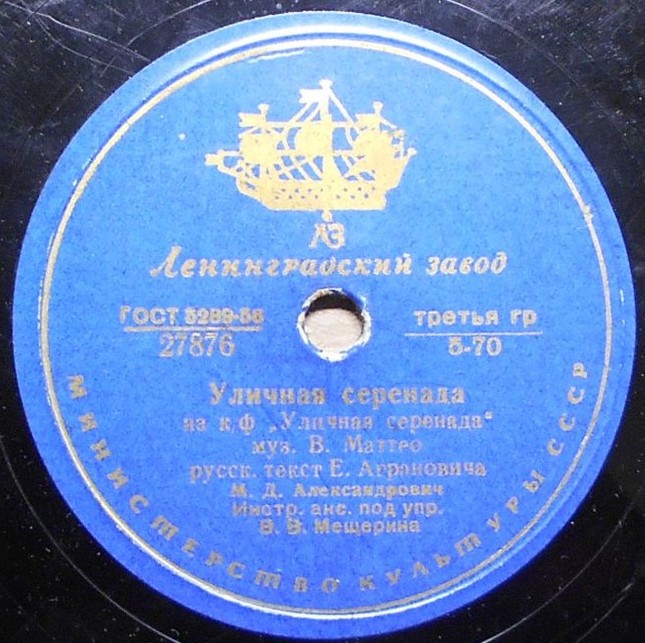 ЛЗ
Ленинградский завод
ГОСТ 5289-56
27876
третья гр
5-70
Уличная серенада
из к/ф „Уличная серенада"
муз. В. Маттео
русск. текст Е. Аграновича
М. Д. Александрович
Инстр. анс. под упр.
В. В. Мещерина
МИНИСТЕРСТВО КУЛЬТУРЫ СССР